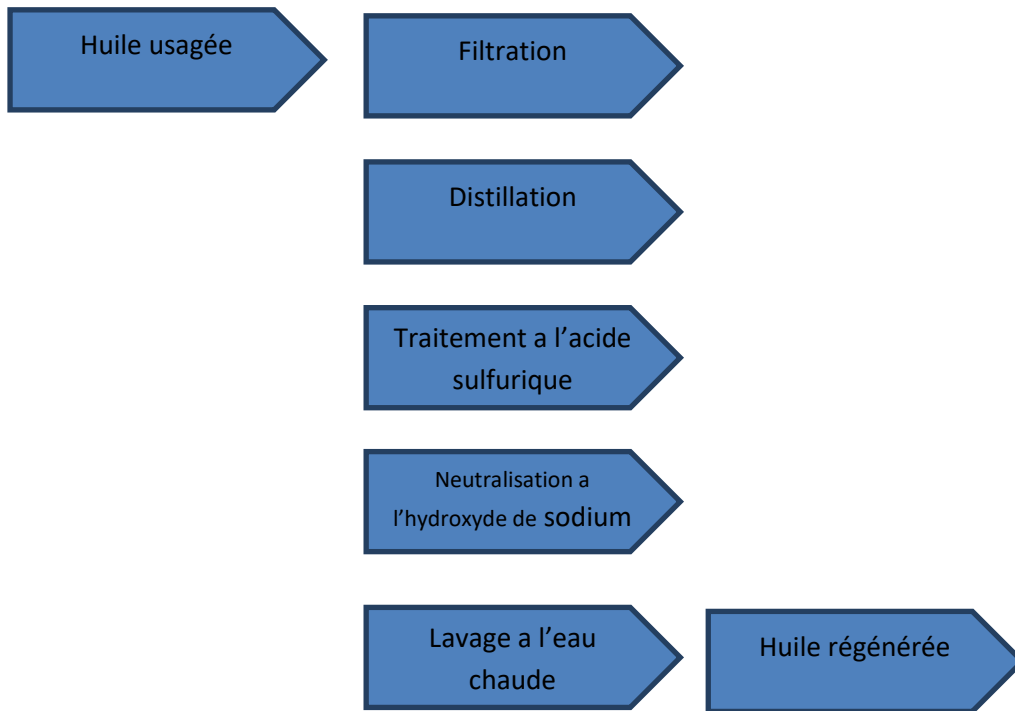 Huile usagée
Filtration
Distillation
Traitement a l’acide
sulfurique
Neutralisation a
l’hydroxyde de sodium
Lavage a l’eau
chaude
Huile régénérée